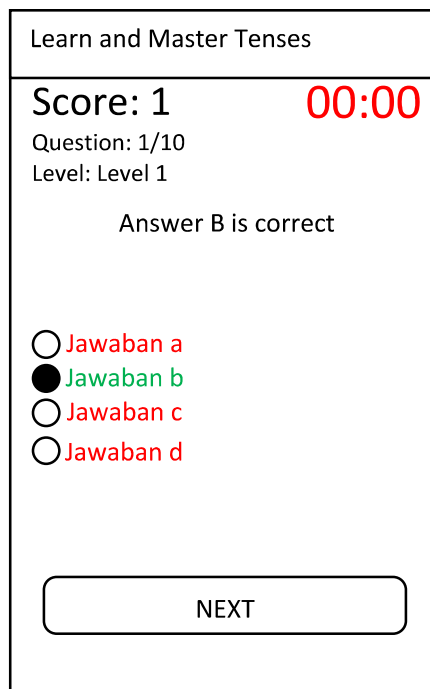 Learn and Master Tenses
Score: 1 00:00
Question: 1/10
Level: Level 1
Answer B is correct
Jawaban a
Jawaban b
Jawaban c
Jawaban d
NEXT